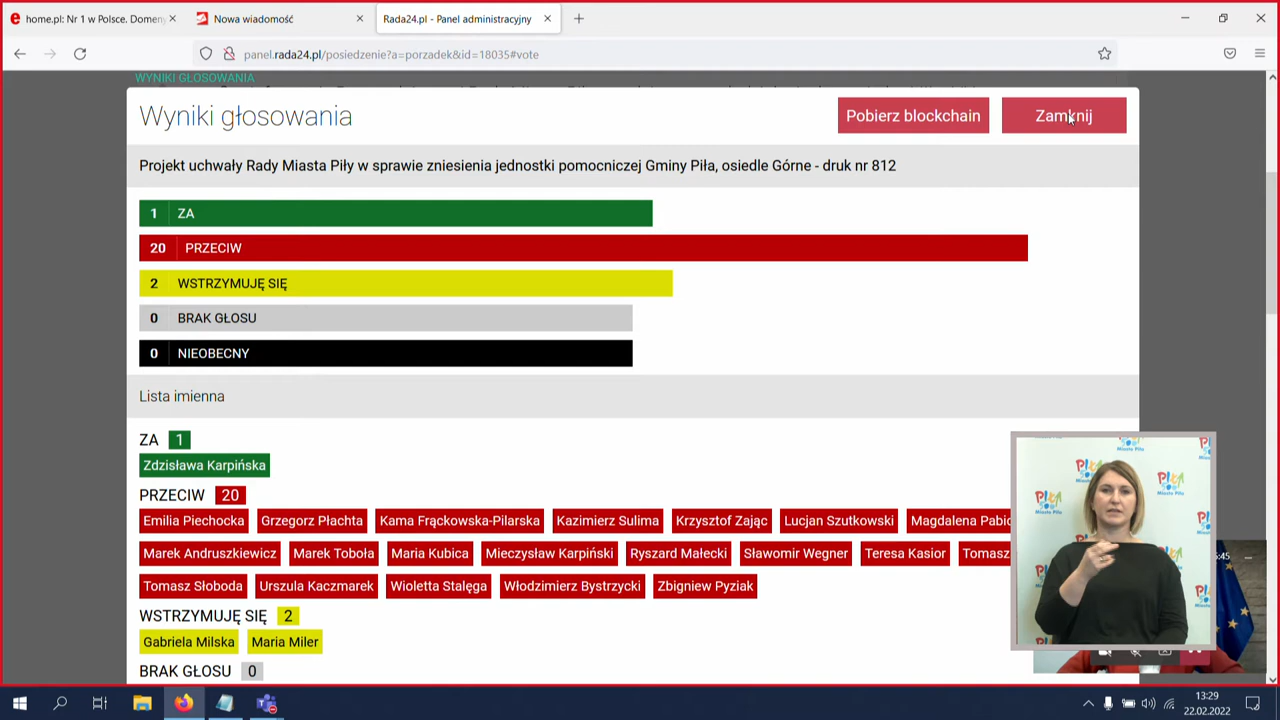 home.pl: Nr 1 w Polsce. Domeny
Nowa wiadomość
Rada24.pl - Panel administracyjny
panel.rada24.pl/posiedzenie?a=porzadek&id=18035#vote
WYNIKI GŁOSOWANIA
Wyniki głosowania
Pobierz blockchain
Zamknij
Projekt uchwały Rady Miasta Piły w sprawie zniesienia jednostki pomocniczej Gminy Piła, osiedle Górne - druk nr 812
1 ZA
20 PRZECIW
2 WSTRZYMUJĘ SIĘ
0 BRAK GŁOSU
0 NIEOBECNY
Lista imienna
ZA 1
Zdzisława Karpińska
PRZECIW 20
Emilia Piechocka Grzegorz Płachta Kama Frąckowska-Pilarska Kazimierz Sulima Krzysztof Zając Lucjan Szutkowski Magdalena
Marek Andruszkiewicz Marek Toboła Maria Kubica Mieczysław Karpiński Ryszard Małecki Sławomir Wegner Teresa Kasior Tomasz
Tomasz Słoboda Urszula Kaczmarek Wioletta Stalęga Włodzimierz Bystrzycki Zbigniew Pyziak
WSTRZYMUJĘ SIĘ 2
Gabriela Milska Maria Miler
BRAK GŁOSU 0
PIŁA
Miasto Piła
13:29
22.02.2022